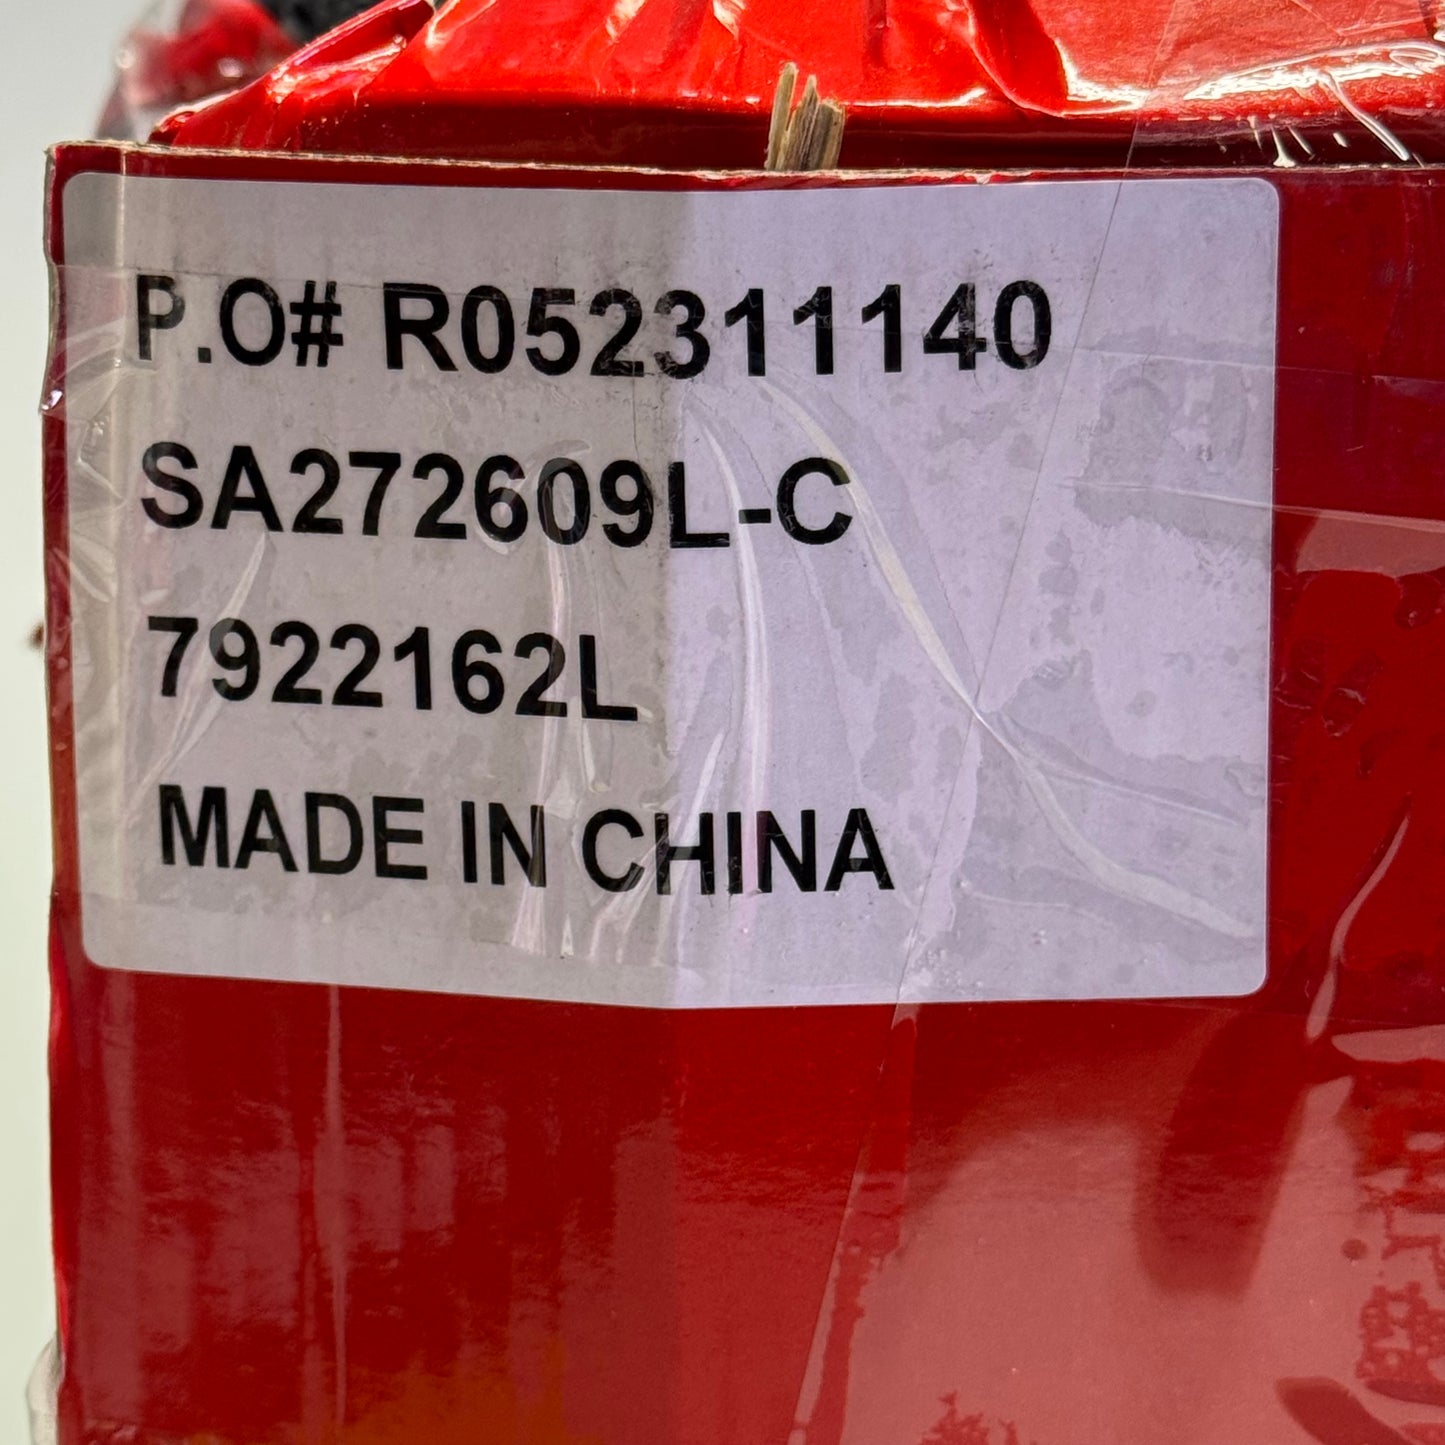 P.O# R052311140
SA272609L-C
7922162L
MADE IN CHINA